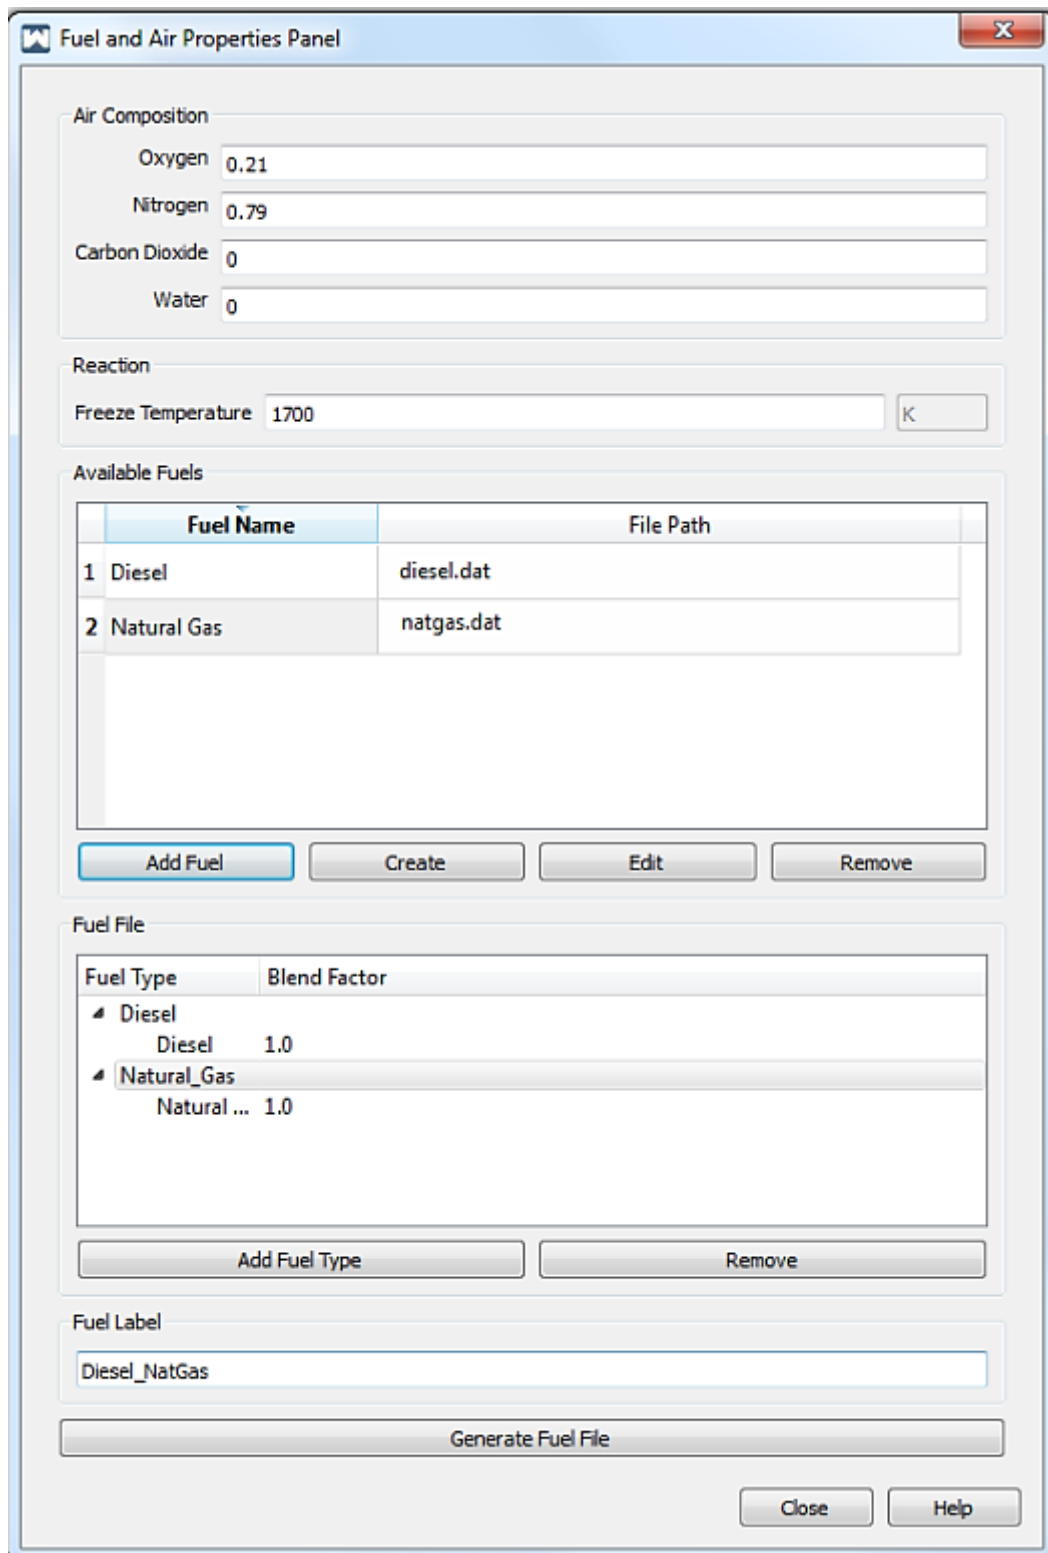 Fuel and Air Properties Panel
Air Composition
Oxygen 0.21
Nitrogen 0.79
Carbon Dioxide 0
Water 0
Reaction
Freeze Temperature 1700 K
Available Fuels
Fuel Name File Path
1 Diesel diesel.dat
2 Natural Gas natgas.dat
Add Fuel Create Edit Remove
Fuel File
Fuel Type Blend Factor
Diesel
Diesel 1.0
Natural_Gas
Natural ... 1.0
Add Fuel Type Remove
Fuel Label
Diesel_NatGas
Generate Fuel File
Close Help